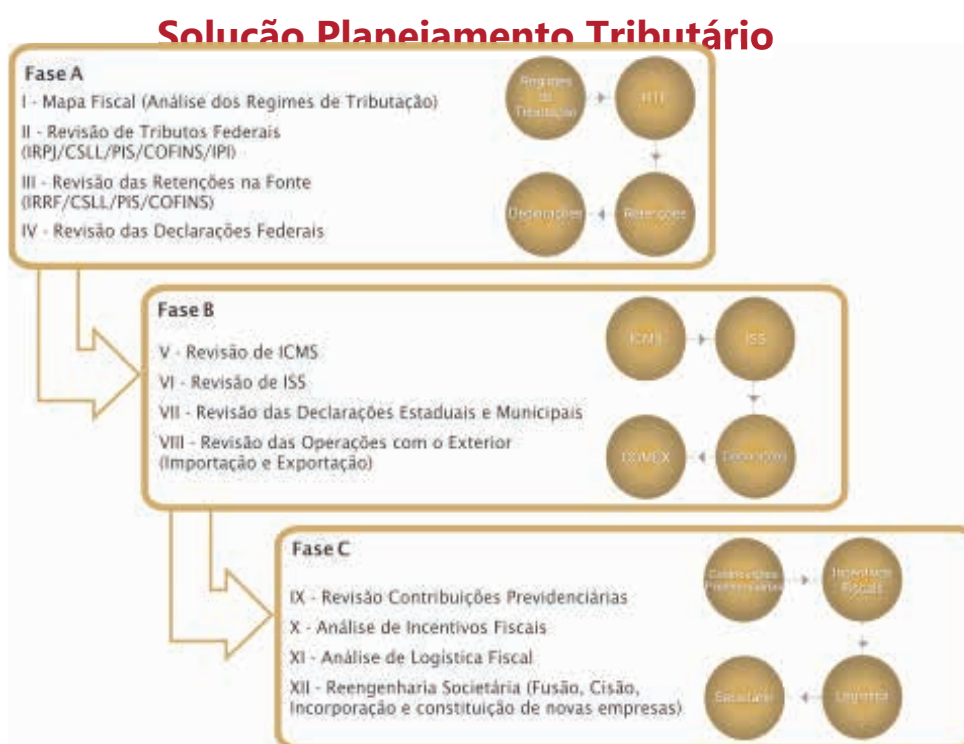 Solução Planejamento Tributário
Fase A
I - Mapa Fiscal (Análise dos Regimes de Tributação)
II - Revisão de Tributos Federais
(IRPJ/CSLL/PIS/COFINS/IPI)
III - Revisão das Retenções na Fonte
(IRRF/CSLL/PIS/COFINS)
IV - Revisão das Declarações Federais
Regimes
de
Tributação
Retenções
Declarações
Fase B
V - Revisão de ICMS
VI - Revisão de ISS
VII - Revisão das Declarações Estaduais e Municipais
VIII - Revisão das Operações com o Exterior
(Importação e Exportação)
ICMS
ISS
COMEX
Fase C
IX - Revisão Contribuições Previdenciárias
X - Análise de Incentivos Fiscais
XI - Análise de Logística Fiscal
XII - Reengenharia Societária (Fusão, Cisão,
Incorporação e constituição de novas empresas)
Contribuições
Previdenciárias
Incentivos
Fiscais
Logística